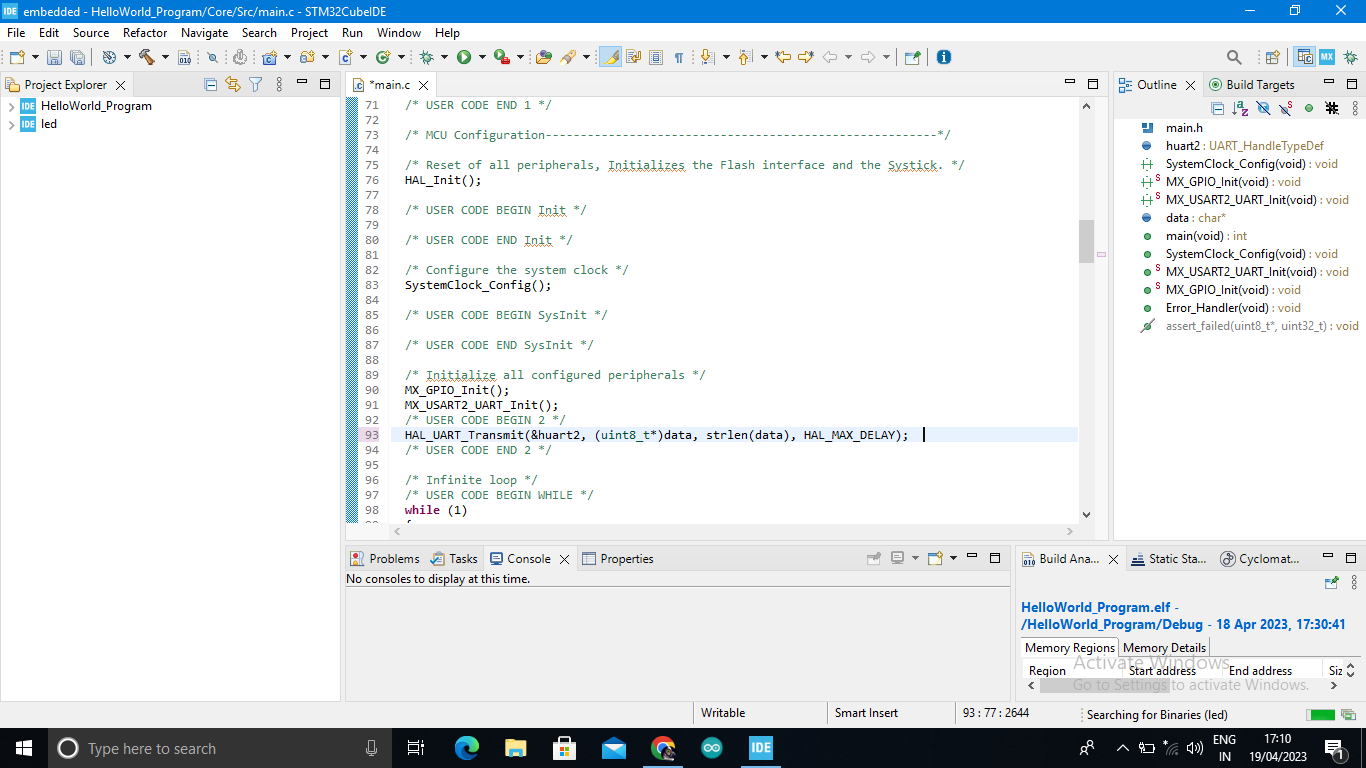 embedded - HelloWorld_Program/Core/Src/main.c - STM32CubeIDE
File Edit Source Refactor Navigate Search Project Run Window Help
Project Explorer
HelloWorld_Program
led
*main.c
71 /* USER CODE END 1 */
72
73 /* MCU Configuration--------------------------------------------------------*/
74
75 /* Reset of all peripherals, Initializes the Flash interface and the Systick. */
76 HAL_Init();
77
78 /* USER CODE BEGIN Init */
79
80 /* USER CODE END Init */
81
82 /* Configure the system clock */
83 SystemClock_Config();
84
85 /* USER CODE BEGIN SysInit */
86
87 /* USER CODE END SysInit */
88
89 /* Initialize all configured peripherals */
90 MX_GPIO_Init();
91 MX_USART2_UART_Init();
92 /* USER CODE BEGIN 2 */
93 HAL_UART_Transmit(&huart2, (uint8_t*)data, strlen(data), HAL_MAX_DELAY);
94 /* USER CODE END 2 */
95
96 /* Infinite loop */
97 /* USER CODE BEGIN WHILE */
98 while (1)
Outline Build Targets
main.h
huart2 : UART_HandleTypeDef
SystemClock_Config(void) : void
MX_GPIO_Init(void) : void
MX_USART2_UART_Init(void) : void
data : char*
main(void) : int
SystemClock_Config(void) : void
MX_USART2_UART_Init(void) : void
MX_GPIO_Init(void) : void
Error_Handler(void) : void
assert_failed(uint8_t*, uint32_t) : void
Problems Tasks Console Properties
No consoles to display at this time.
Build Ana... Static Sta... Cyclomat...
HelloWorld_Program.elf -
/HelloWorld_Program/Debug - 18 Apr 2023, 17:30:41
Memory Regions Memory Details
Region Start address End address Siz
Activate Windows
Go to Settings to activate Windows.
Writable Smart Insert 93 : 77 : 2644 Searching for Binaries (led)
Type here to search
IDE
ENG
IN
17:10
19/04/2023
1